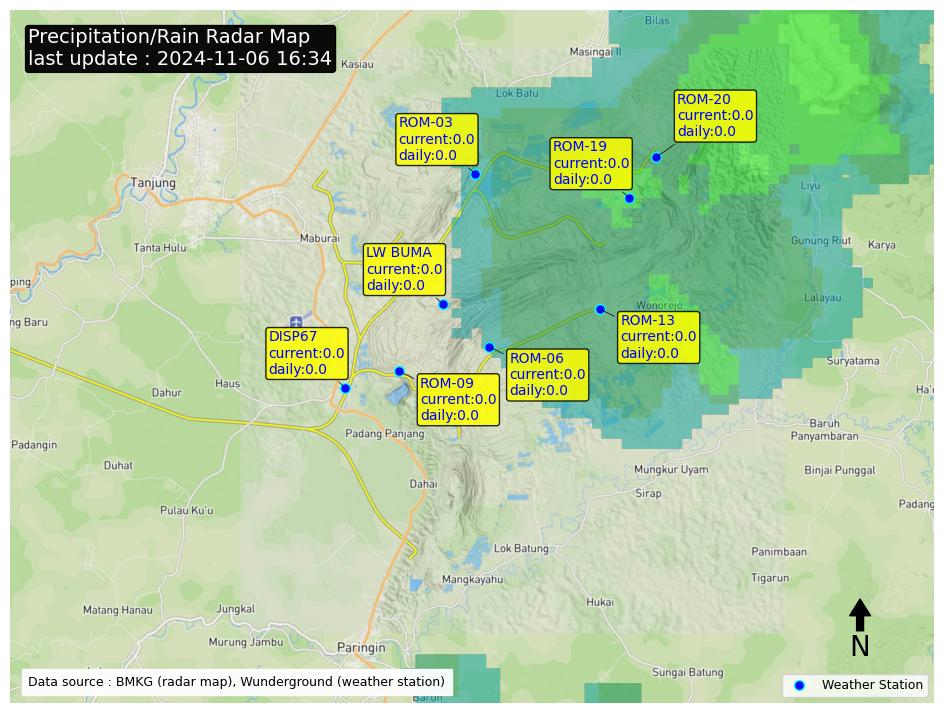 Precipitation/Rain Radar Map
last update : 2024-11-06 16:34
Bilas
Masingai II
Kasiau
Lok Batu
ROM-20
current:0.0
daily:0.0
ROM-03
current:0.0
daily:0.0
ROM-19
current:0.0
daily:0.0
Tanjung
Liyu
Maburai
Tanta Hulu
Gunung Riut
Karya
LW BUMA
current:0.0
daily:0.0
ping
Lalayau
Wonorejo
ng Baru
ROM-13
current:0.0
daily:0.0
DISP67
current:0.0
daily:0.0
ROM-06
current:0.0
daily:0.0
Suryatama
Haus
Dahur
ROM-09
current:0.0
daily:0.0
Ha'o
Baruh
Panyambaran
Padang Panjang
Padangin
Duhat
Mungkur Uyam
Binjai Punggal
Dahai
Sirap
Padang
Pulau Ku'u
Lok Batung
Panimbaan
Mangkayahu
Tigarun
Hukai
Matang Hanau
Jungkal
Murung Jambu
Paringin
N
Sungai Batung
Data source : BMKG (radar map), Wunderground (weather station)
Weather Station
Baruh